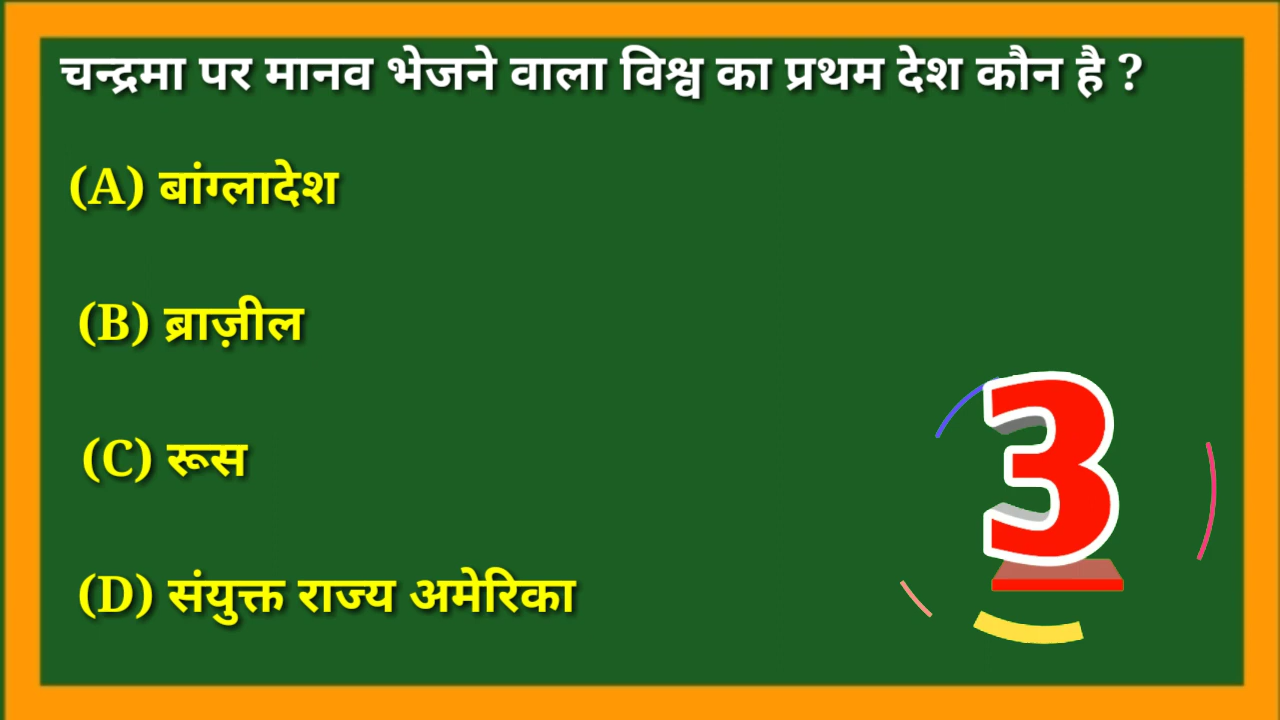 चन्द्रमा पर मानव भेजने वाला विश्व का प्रथम देश कौन है ?
(A) बांग्लादेश
(B) ब्राज़ील
(C) रूस
(D) संयुक्त राज्य अमेरिका
3